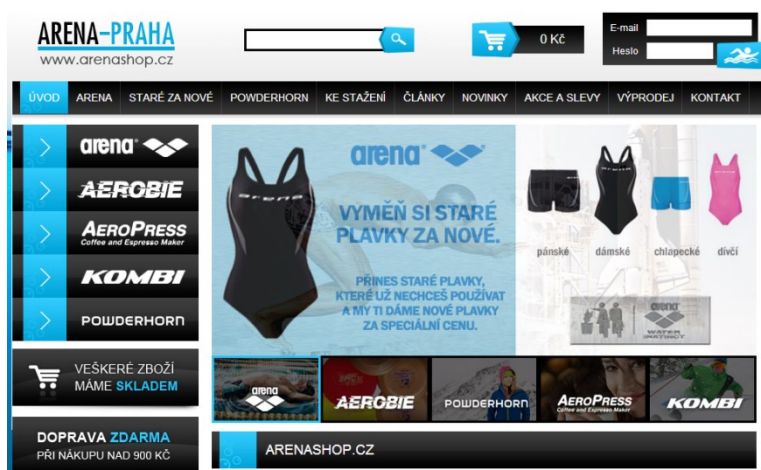 ARENA-PRAHA
www.arenashop.cz
0 Kč
E-mail
Heslo
ÚVOD ARENA STARÉ ZA NOVÉ POWDERHORN KE STAŽENÍ ČLÁNKY NOVINKY AKCE A SLEVY VÝPRODEJ KONTAKT
arena
AEROBIE
AEROPRESS
Coffee and Espresso Maker
KOMBI
POWDERHORN
VEŠKERÉ ZBOŽÍ
MÁME SKLADEM
DOPRAVA ZDARMA
PŘI NÁKUPU NAD 900 KČ
arena
arena
VYMĚŇ SI STARÉ
PLAVKY ZA NOVÉ.
PŘINES STARÉ PLAVKY,
KTERÉ UŽ NECHCEŠ POUŽÍVAT
A MY TI DÁME NOVÉ PLAVKY
ZA SPECIÁLNÍ CENU.
pánské dámské chlapecké dívčí
arena
WATER
INSTINCT
arena
AEROBIE
POWDERHORN
AEROPRESS
Coffee and Espresso Maker
KOMBI
ARENASHOP.CZ